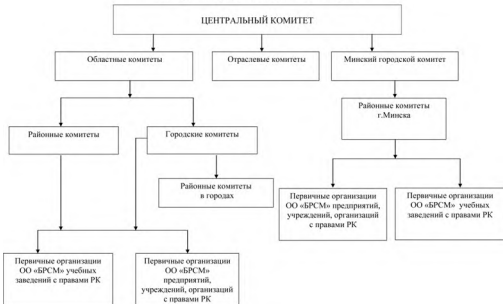 ЦЕНТРАЛЬНЫЙ КОМИТЕТ
Областные комитеты
Отраслевые комитеты
Минский городской комитет
Районные комитеты
г.Минска
Районные комитеты
Городские комитеты
Районные комитеты
в городах
Первичные организации
ОО «БРСМ» предприятий,
учреждений, организаций
с правами РК
Первичные организации
ОО «БРСМ» учебных
заведений с правами РК
Первичные организации
ОО «БРСМ» учебных
заведений с правами РК
Первичные организации
ОО «БРСМ»
предприятий,
учреждений, организаций
с правами РК